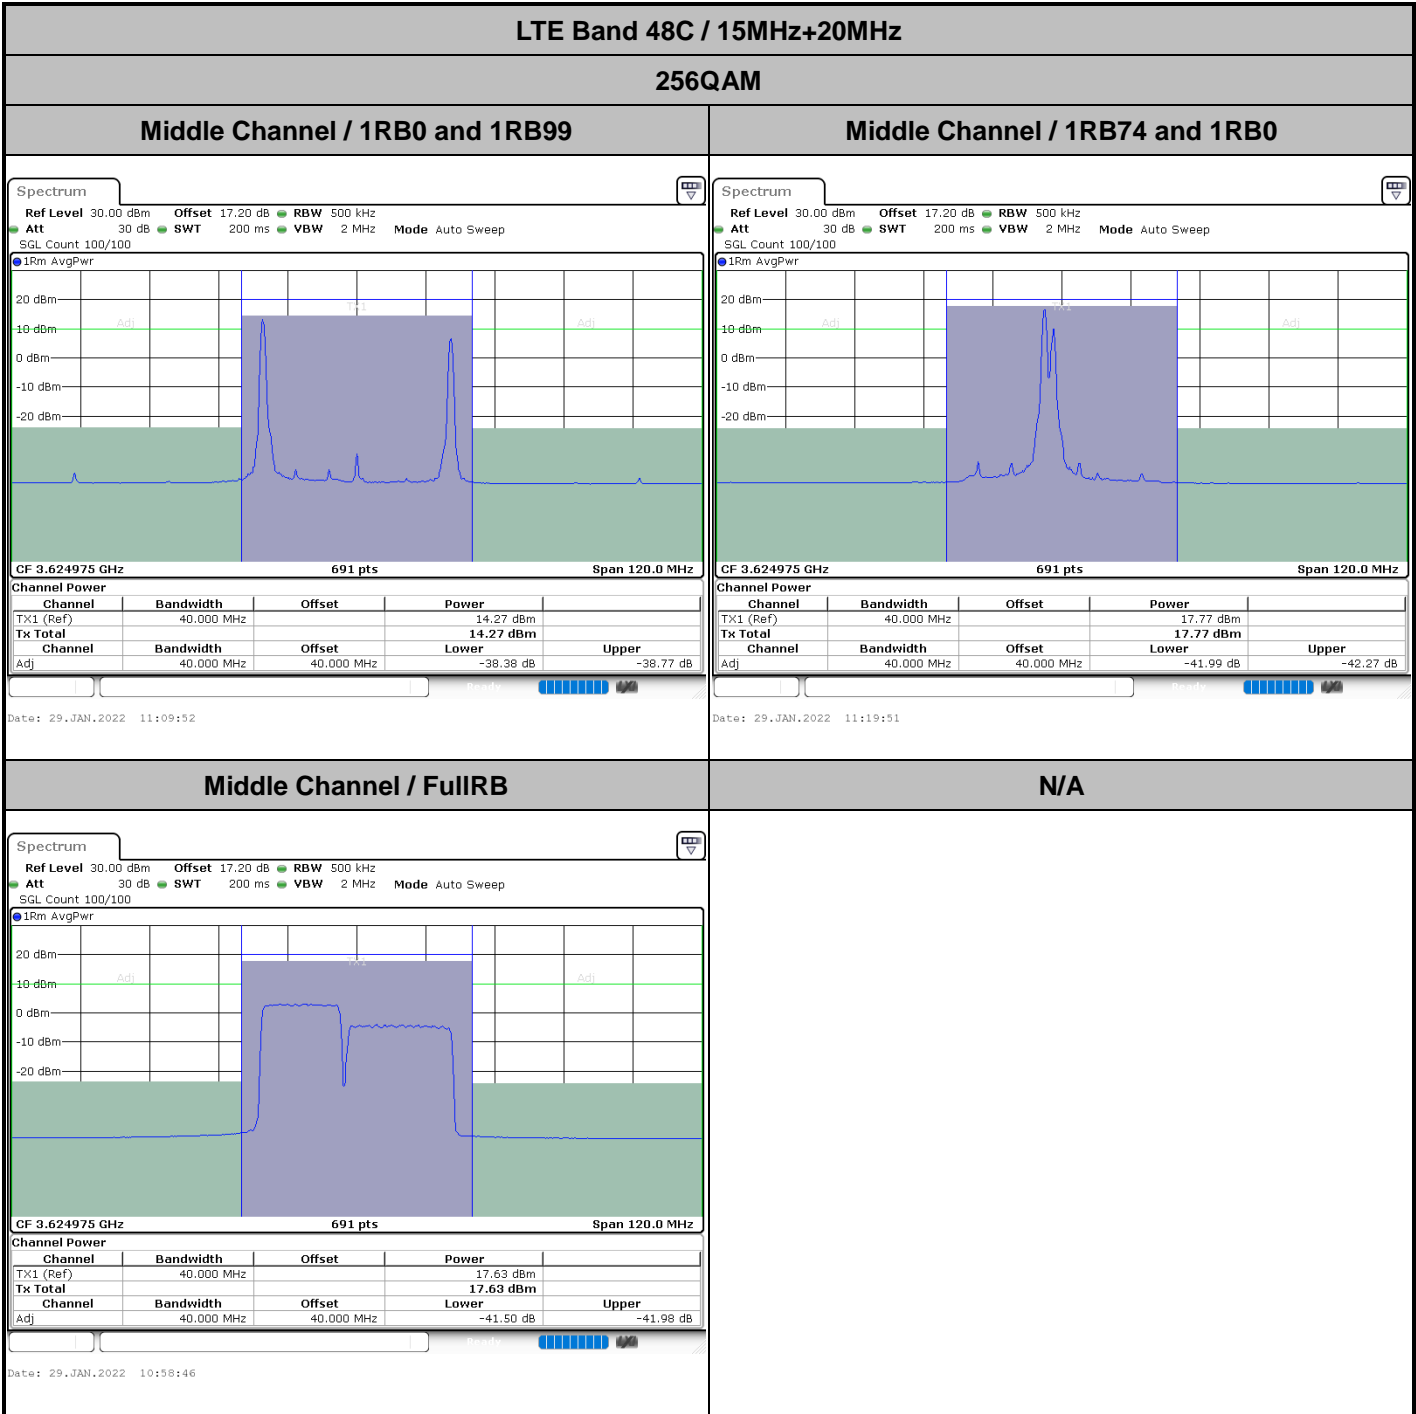 LTE Band 48C / 15MHz+20MHz
256QAM
Middle Channel / 1RB0 and 1RB99
Middle Channel / 1RB74 and 1RB0
Spectrum
Ref Level 30.00 dBm Offset 17.20 dB RBW 500 kHz
Att 30 dB SWT 200 ms VBW 2 MHz Mode Auto Sweep
SGL Count 100/100
1Rm AvgPwr
TX1
20 dBm
Adj
10 dBm
Adj
0 dBm
-10 dBm
-20 dBm
CF 3.624975 GHz 691 pts Span 120.0 MHz
Channel Power
Channel Bandwidth Offset Power
TX1 (Ref) 40.000 MHz 14.27 dBm
Tx Total 14.27 dBm
Channel Bandwidth Offset Lower Upper
Adj 40.000 MHz 40.000 MHz -38.38 dB -38.77 dB
Ready
Date: 29.JAN.2022 11:09:52
Spectrum
Ref Level 30.00 dBm Offset 17.20 dB RBW 500 kHz
Att 30 dB SWT 200 ms VBW 2 MHz Mode Auto Sweep
SGL Count 100/100
1Rm AvgPwr
TX1
20 dBm
Adj
10 dBm
Adj
0 dBm
-10 dBm
-20 dBm
CF 3.624975 GHz 691 pts Span 120.0 MHz
Channel Power
Channel Bandwidth Offset Power
TX1 (Ref) 40.000 MHz 17.77 dBm
Tx Total 17.77 dBm
Channel Bandwidth Offset Lower Upper
Adj 40.000 MHz 40.000 MHz -41.99 dB -42.27 dB
Ready
Date: 29.JAN.2022 11:19:51
Middle Channel / FullRB
N/A
Spectrum
Ref Level 30.00 dBm Offset 17.20 dB RBW 500 kHz
Att 30 dB SWT 200 ms VBW 2 MHz Mode Auto Sweep
SGL Count 100/100
1Rm AvgPwr
20 dBm
TX1
Adj
10 dBm
Adj
0 dBm
-10 dBm
-20 dBm
CF 3.624975 GHz 691 pts Span 120.0 MHz
Channel Power
Channel Bandwidth Offset Power
TX1 (Ref) 40.000 MHz 17.63 dBm
Tx Total 17.63 dBm
Channel Bandwidth Offset Lower Upper
Adj 40.000 MHz 40.000 MHz -41.50 dB -41.98 dB
Ready
Date: 29.JAN.2022 10:58:46